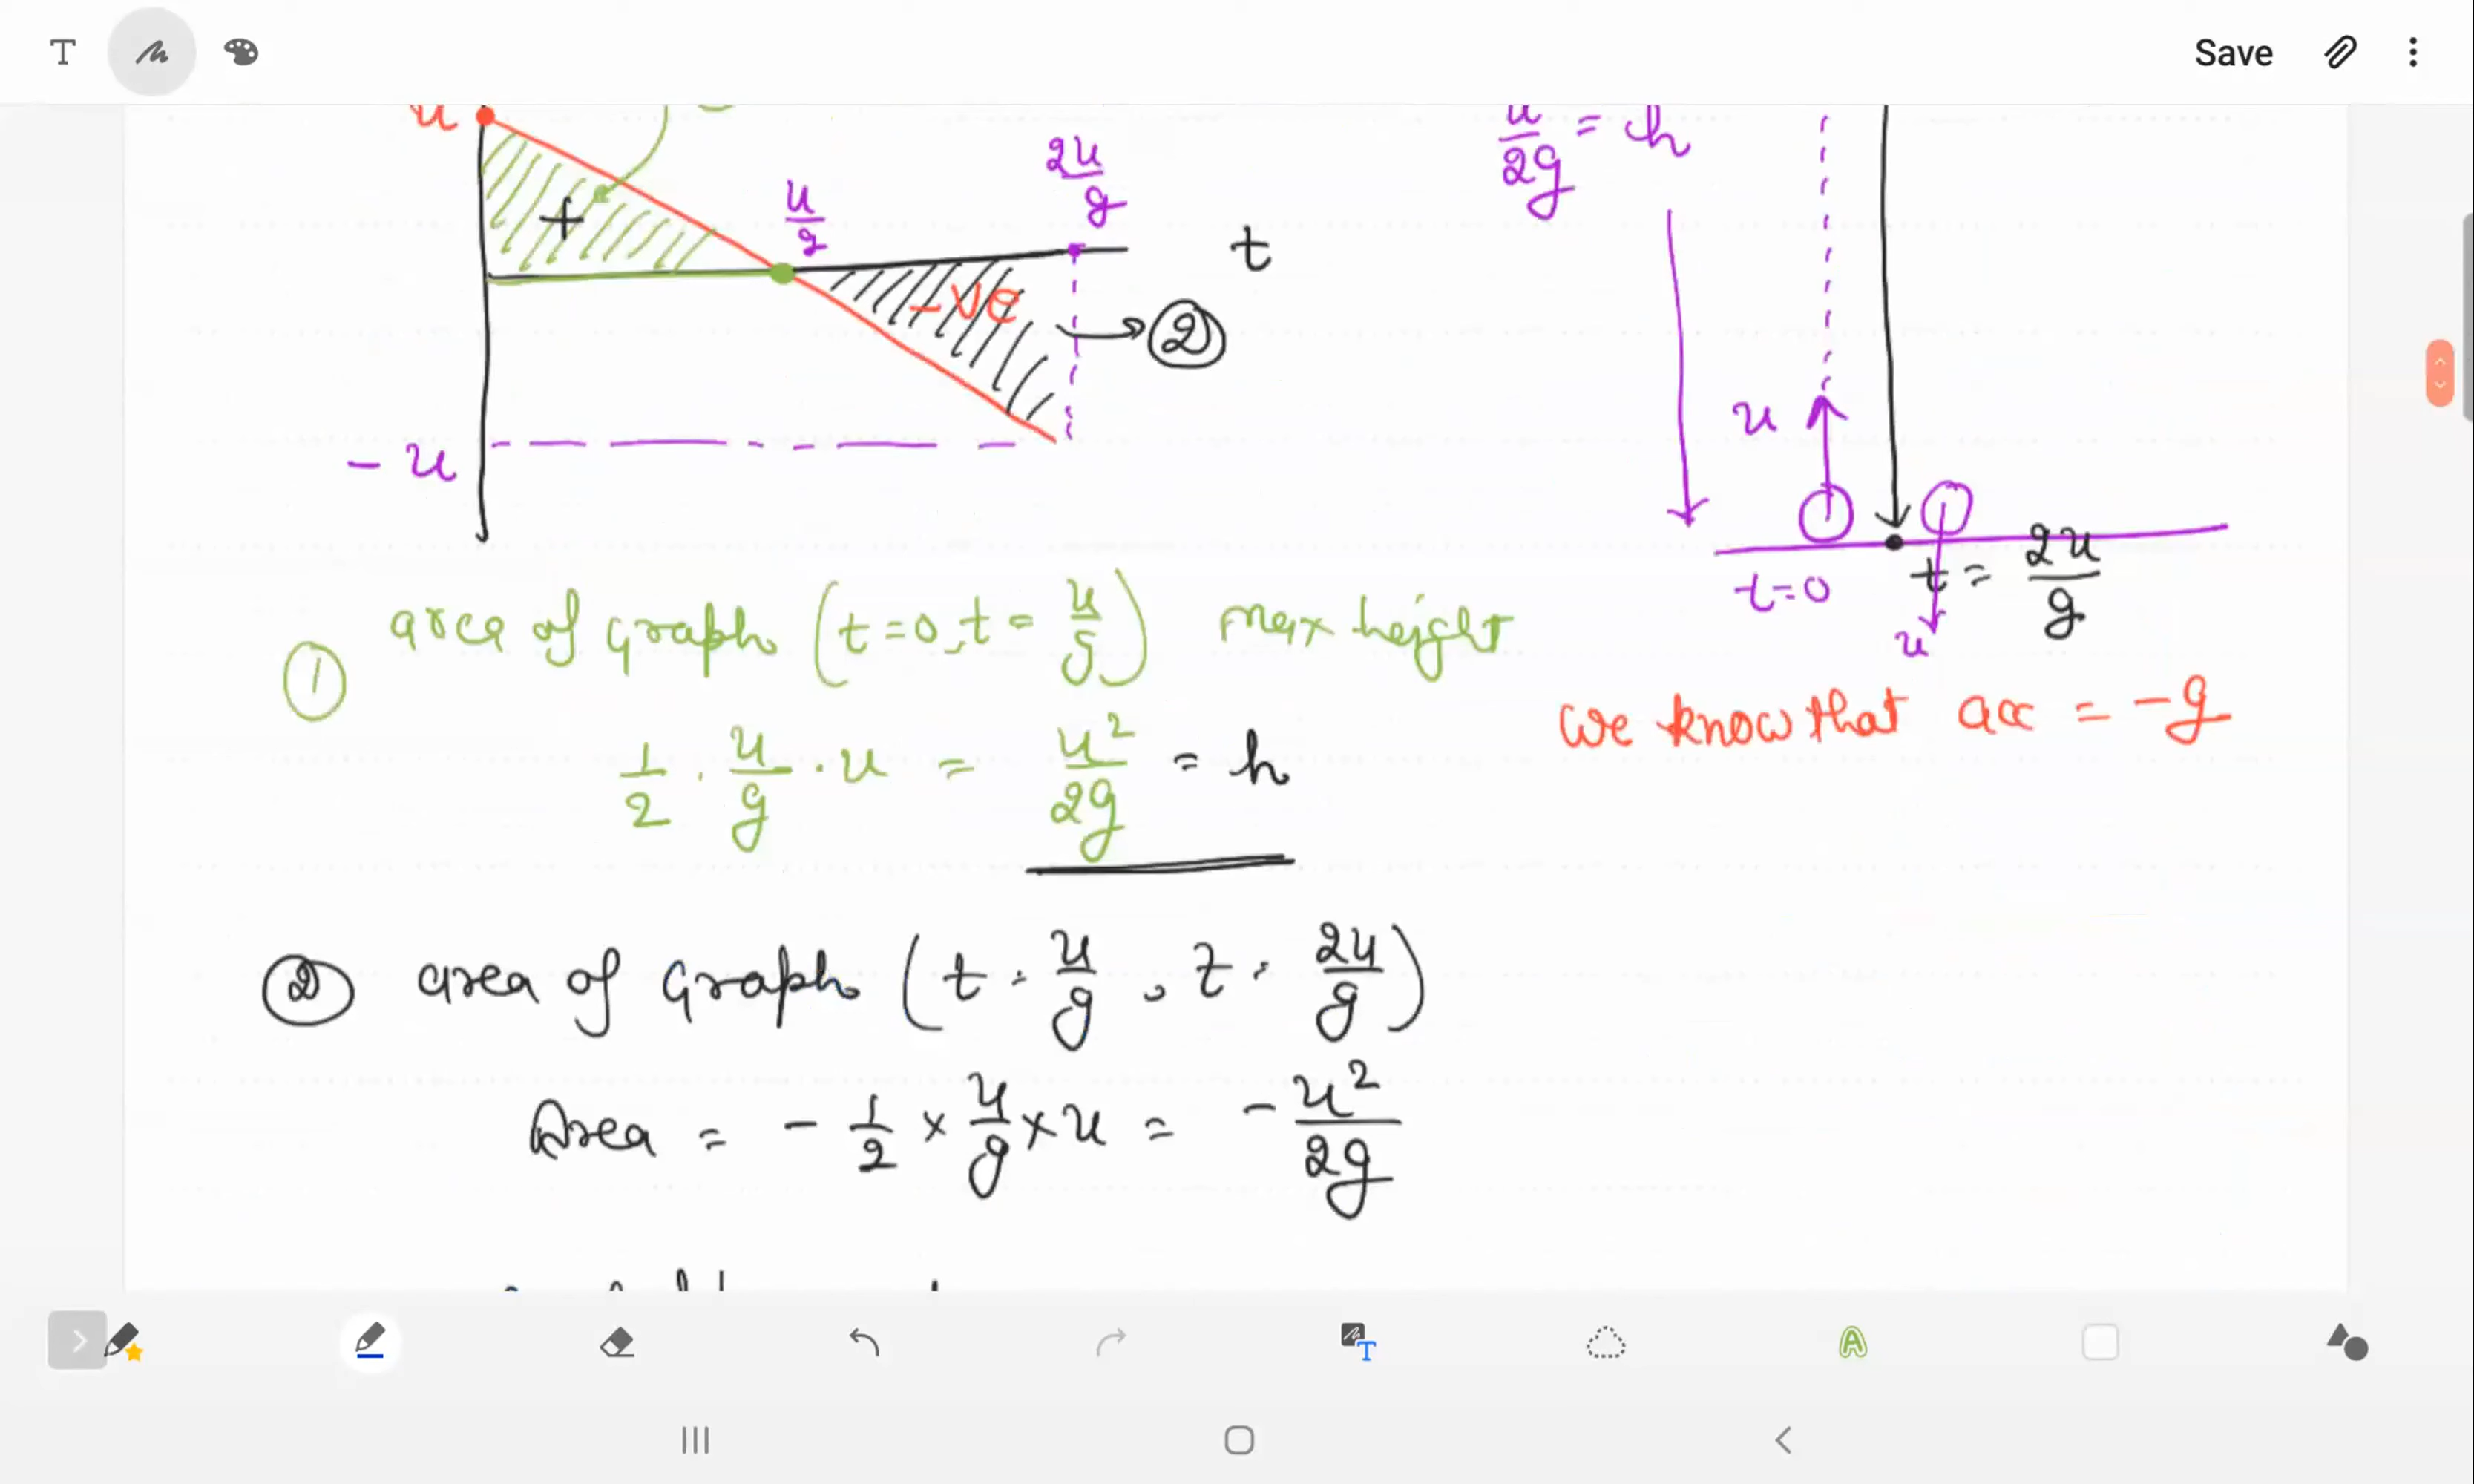 T Save
u
+
u/g
2u/g
t
-ve
②
- u
u/2g = h
u
t=0
t = 2u/g
u
① area of graph (t=0, t = u/g) max height
1/2 . u/g . u = u²/2g = h
we know that acc = -g
② area of Graph (t = u/g, t = 2u/g)
Area = - 1/2 × u/g × u = - u²/2g